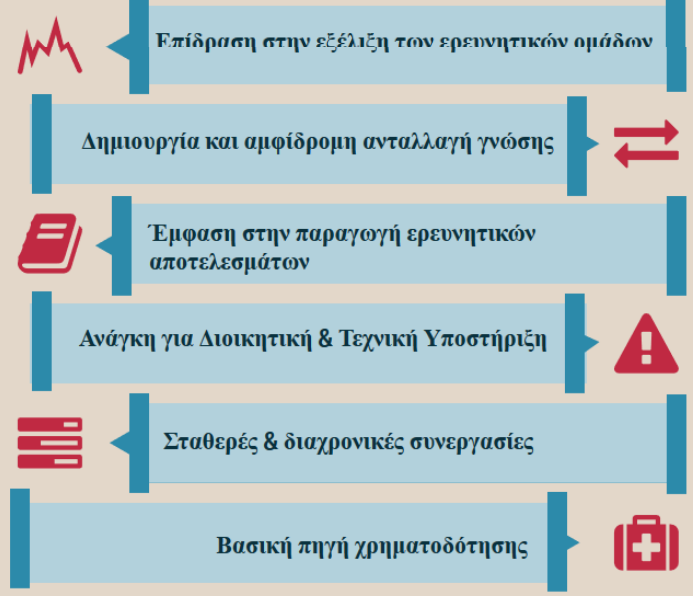 Επίδραση στην εξέλιξη των ερευνητικών ομάδων
Δημιουργία και αμφίδρομη ανταλλαγή γνώσης
Έμφαση στην παραγωγή ερευνητικών
αποτελεσμάτων
Ανάγκη για Διοικητική & Τεχνική Υποστήριξη
Σταθερές & διαχρονικές συνεργασίες
Βασική πηγή χρηματοδότησης